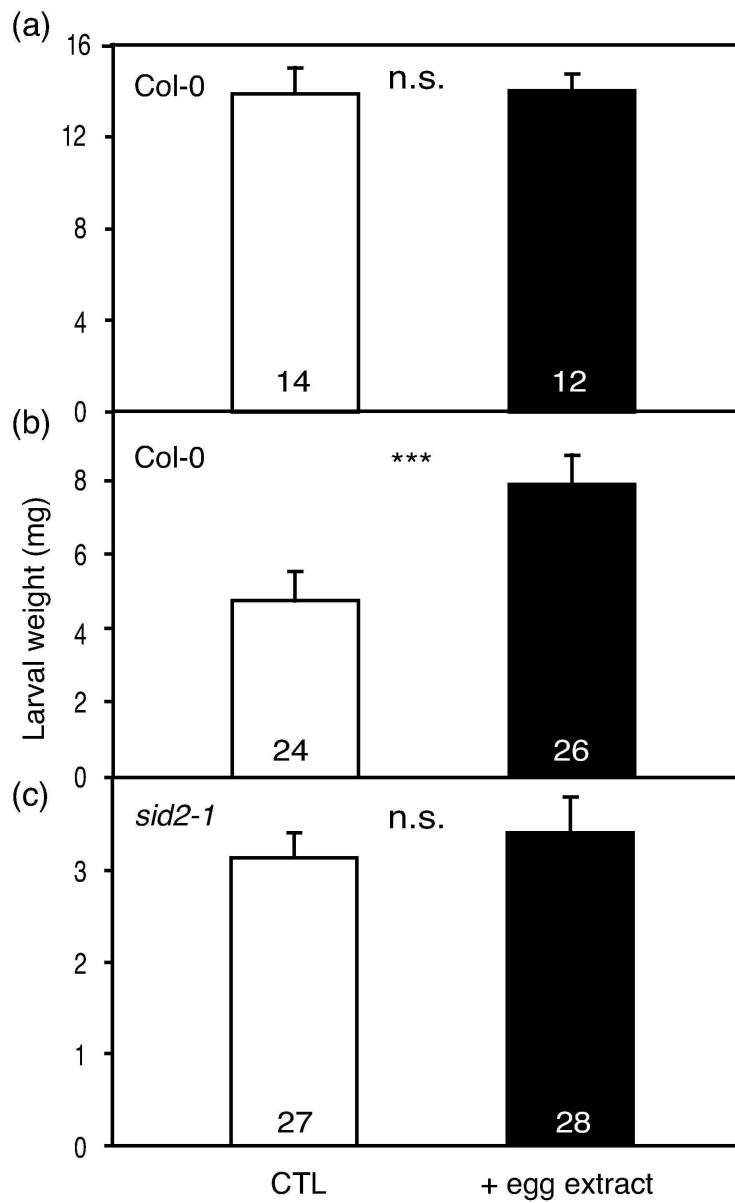 (a)
16
Col-0
n.s.
12
8
4
14
12
0
(b)
Col-0
***
8
6
4
2
24
26
0
Larval weight (mg)
(c)
sid2-1
n.s.
3
2
1
27
28
0
CTL
+ egg extract